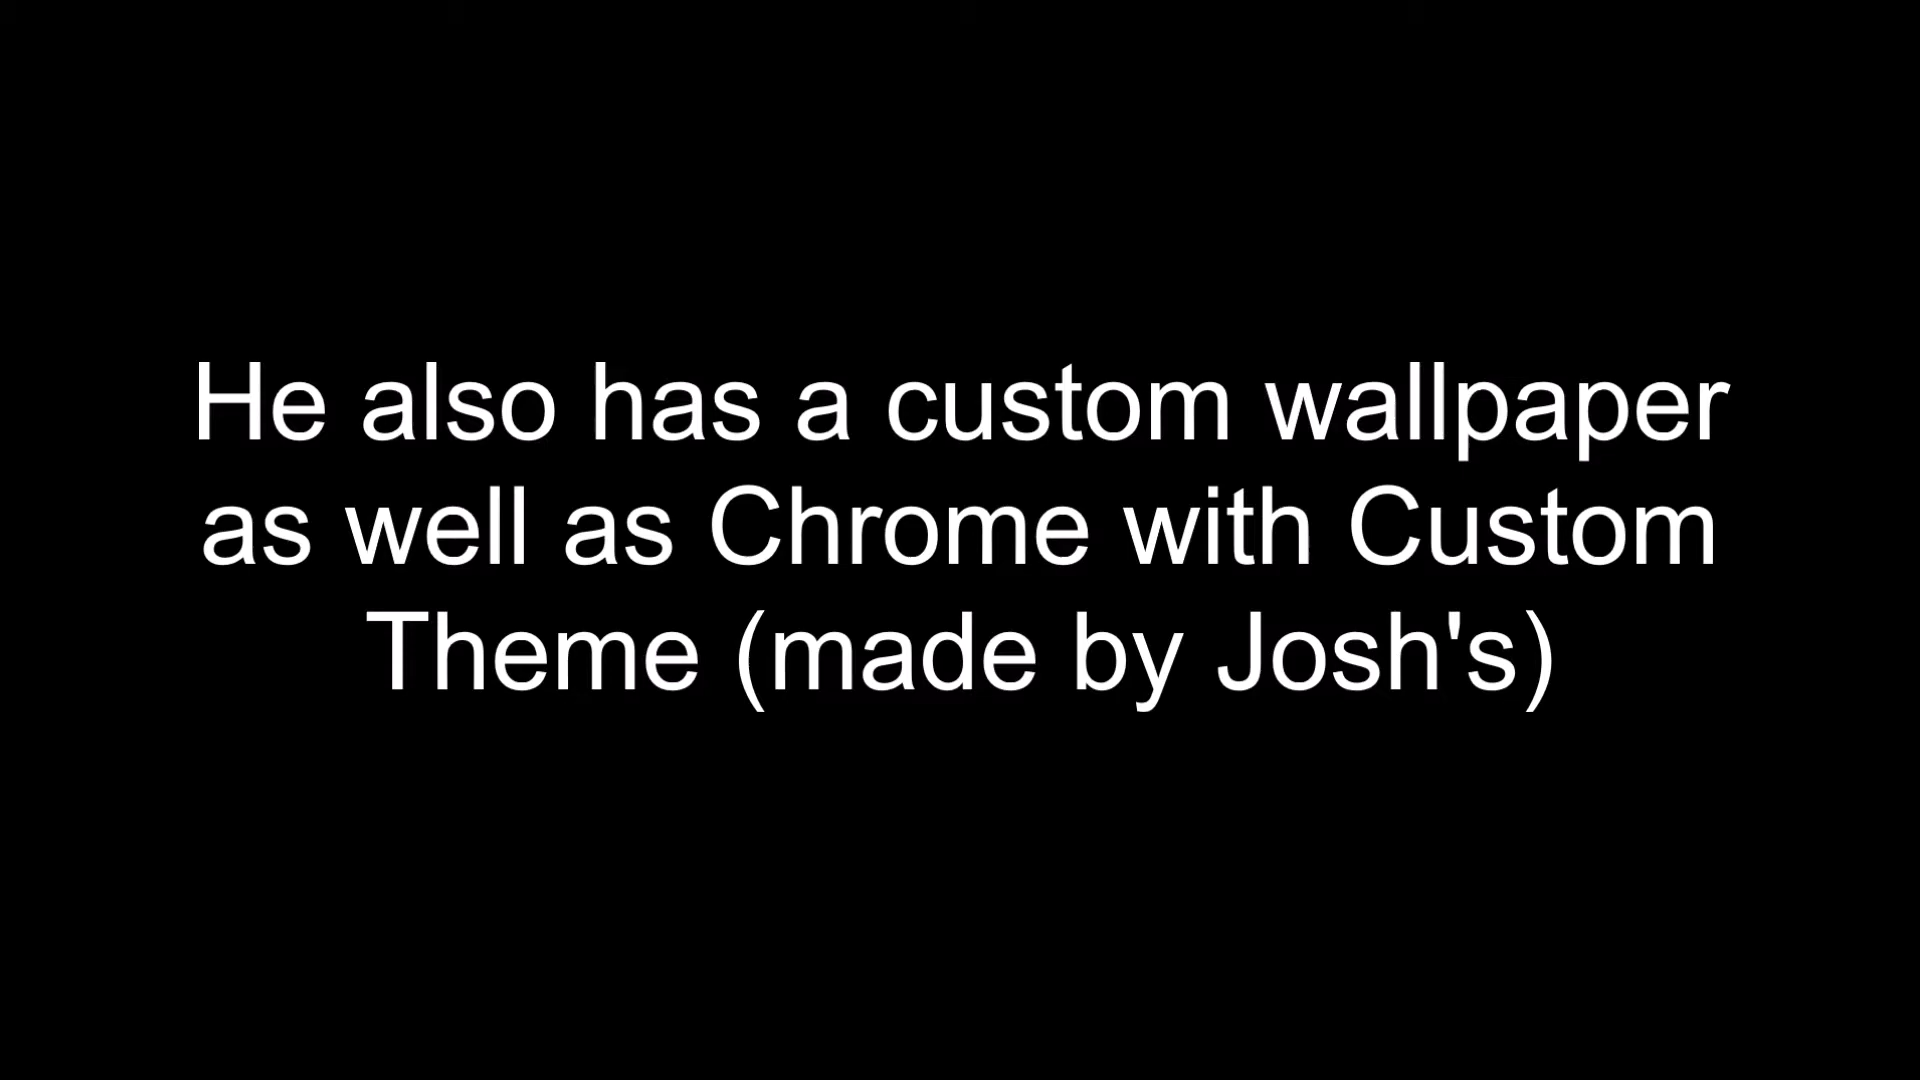 He also has a custom wallpaper
as well as Chrome with Custom
Theme (made by Josh's)